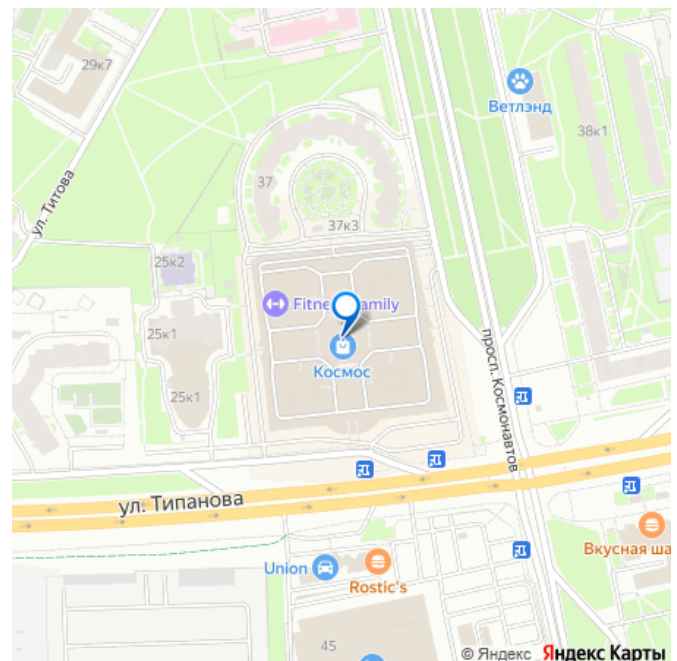 29к7
Ветлэнд
38к1
ул. Титова
37
37к3
25к2
Fitness Family
25к1
Космос
25к1
просп. Космонавтов
ул. Типанова
Вкусная ша
Union
Rostic's
45
© Яндекс Яндекс Карты